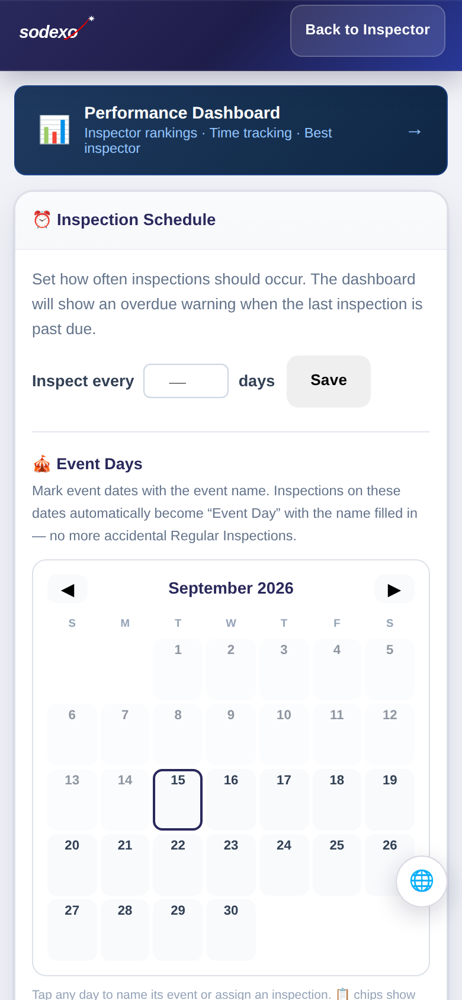 sodexo
Back to Inspector
Performance Dashboard
Inspector rankings · Time tracking · Best
inspector
→
Inspection Schedule
Set how often inspections should occur. The dashboard
will show an overdue warning when the last inspection is
past due.
Inspect every — days Save
Event Days
Mark event dates with the event name. Inspections on these
dates automatically become “Event Day” with the name filled in
— no more accidental Regular Inspections.
◀ September 2026 ▶
S M T W T F S
1 2 3 4 5
6 7 8 9 10 11 12
13 14 15 16 17 18 19
20 21 22 23 24 25 26
27 28 29 30
Tap any day to name its event or assign an inspection. 📋 chips show